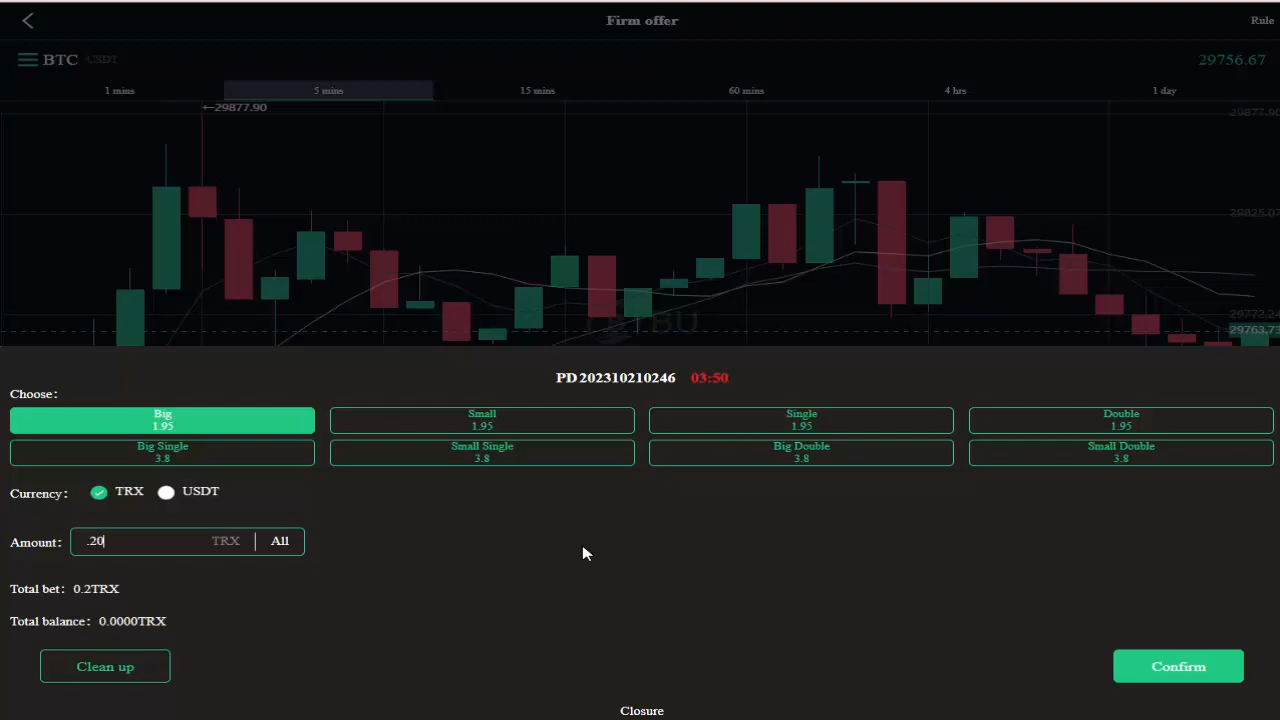 Firm offer
Rule
BTC USDT
29756.67
1 mins 5 mins 15 mins 60 mins 4 hrs 1 day
←29877.90
29877.90
29825.07
29772.24
29763.73
PD202310210246 03:50
Choose:
Big Small Single Double
1.95 1.95 1.95 1.95
Big Single Small Single Big Double Small Double
3.8 3.8 3.8 3.8
Currency: TRX USDT
Amount: .20 TRX All
Total bet: 0.2TRX
Total balance: 0.0000TRX
Clean up Confirm
Closure